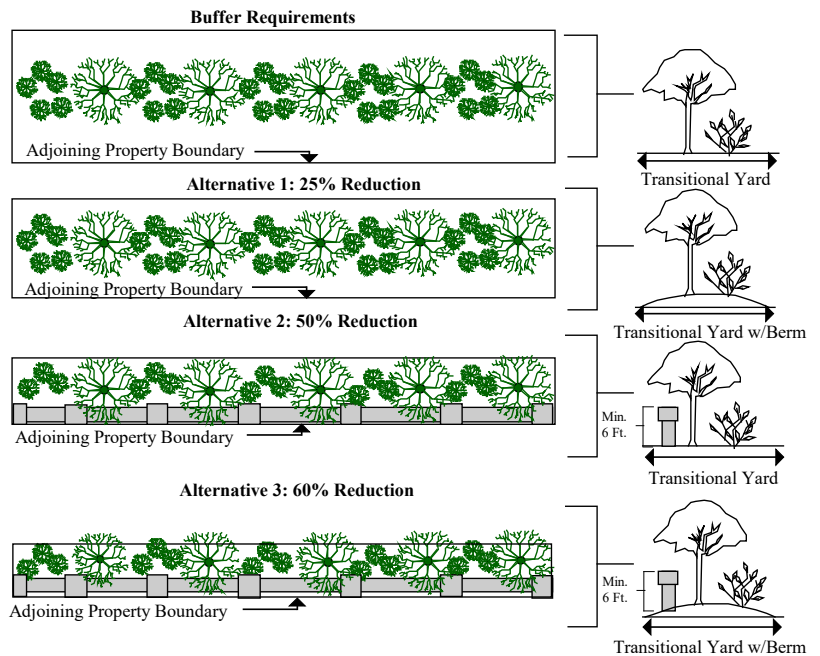 Buffer Requirements
Adjoining Property Boundary
Transitional Yard
Alternative 1: 25% Reduction
Adjoining Property Boundary
Transitional Yard w/Berm
Alternative 2: 50% Reduction
Min.
6 Ft.
Adjoining Property Boundary
Transitional Yard
Alternative 3: 60% Reduction
Min.
6 Ft.
Adjoining Property Boundary
Transitional Yard w/Berm